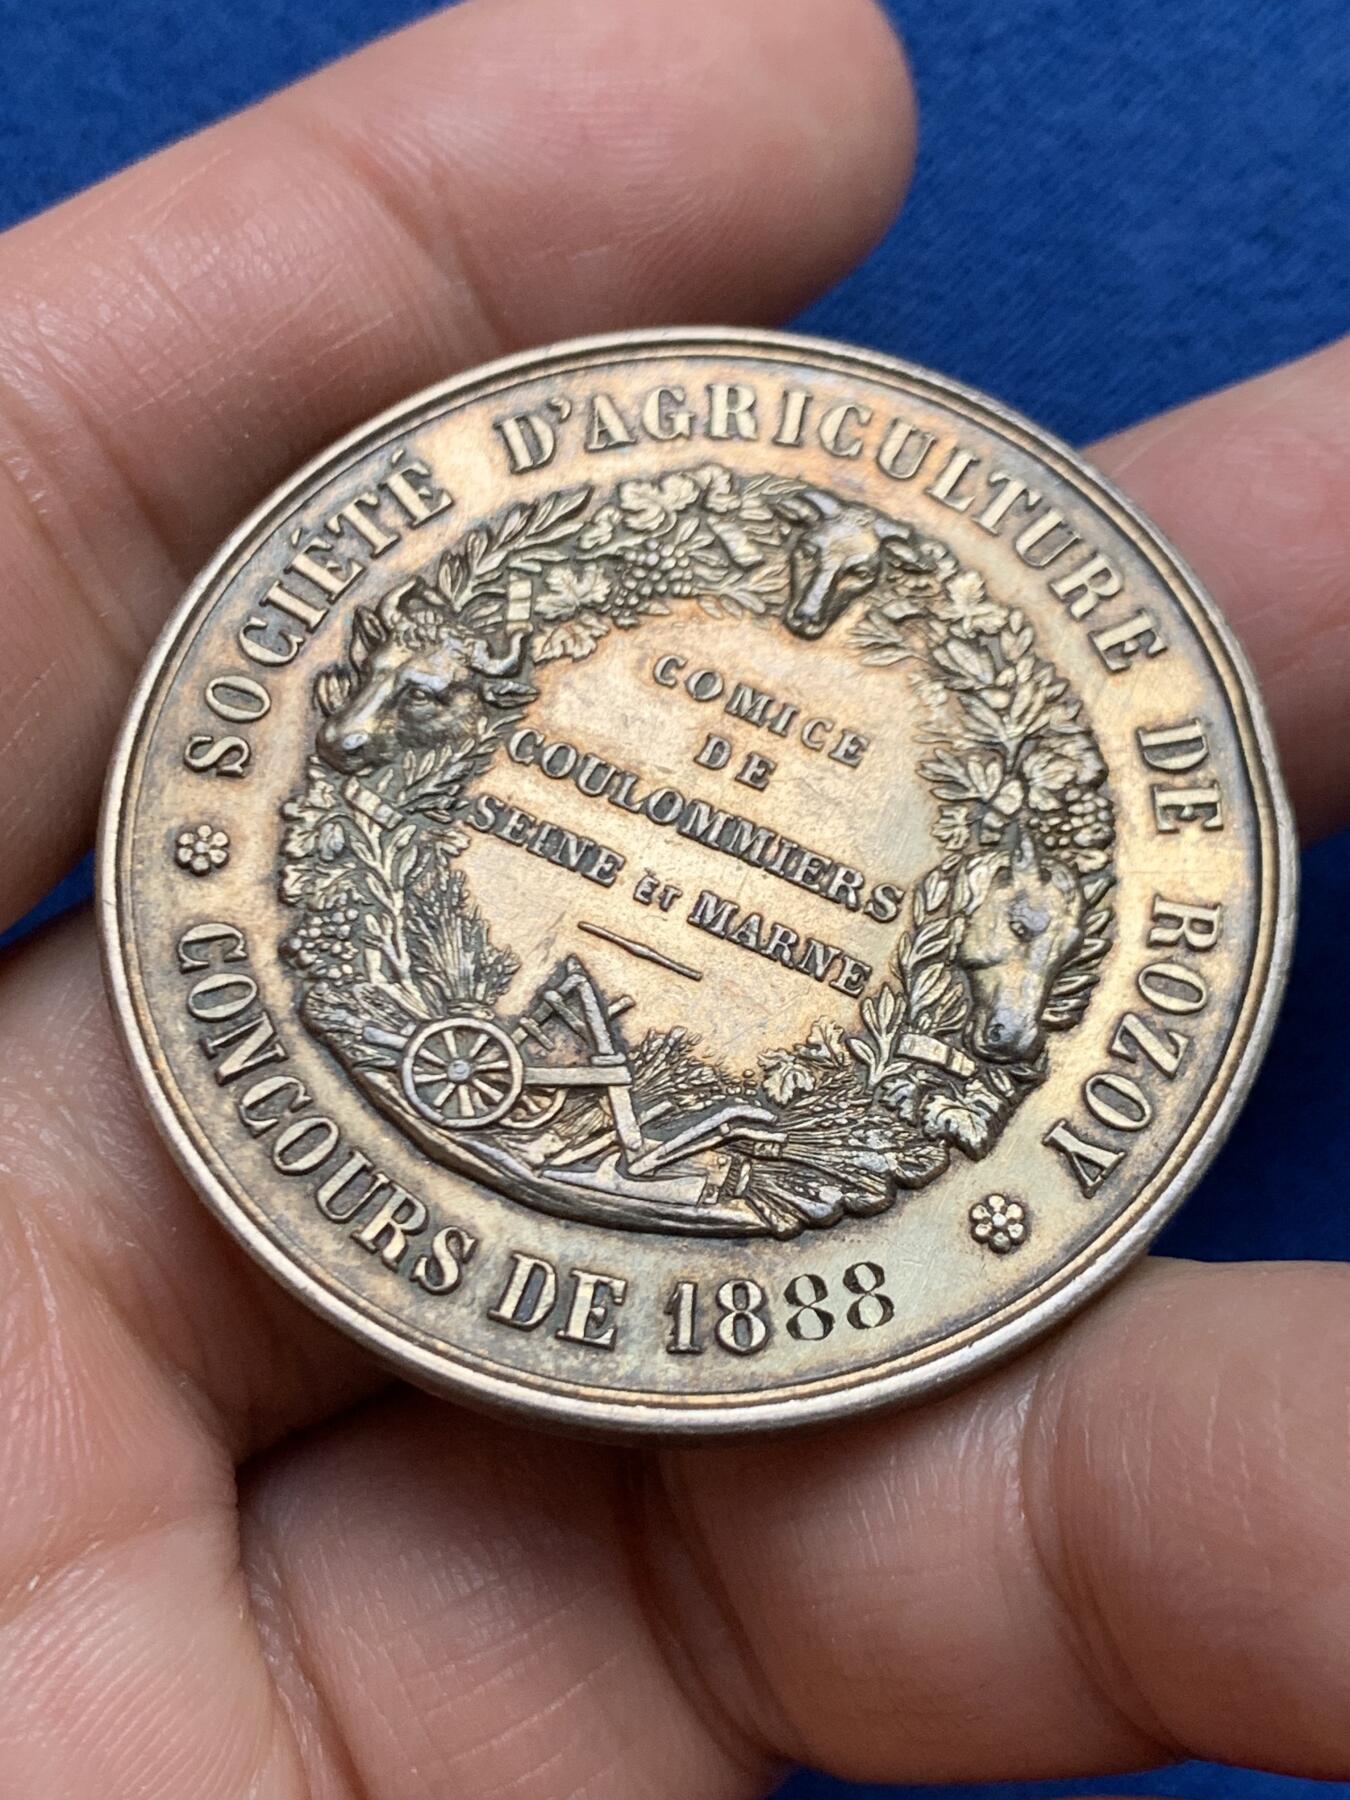 SOCIÉTÉ D'AGRICULTURE DE ROZOY
CONCOURS DE 1888
COMICE
DE
COULOMMIERS
SEINE ET MARNE